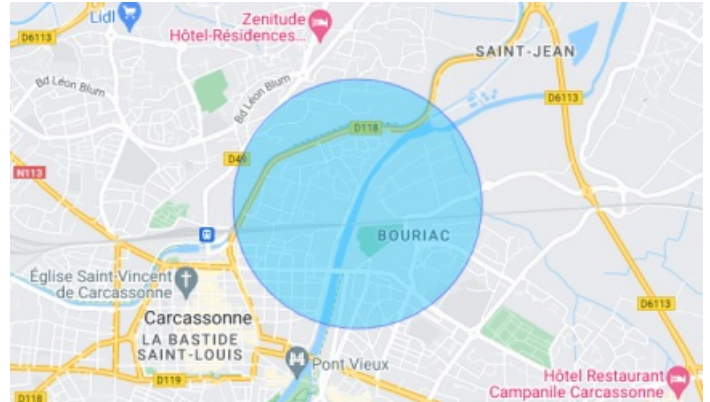 Lidl
D6113
Zenitude
Hôtel-Résidences...
SAINT-JEAN
Bd Léon Blum
Bd Léon Blum
D6113
D118
D49
N113
BOURIAC
Église Saint-Vincent
de Carcassonne
D6113
Carcassonne
LA BASTIDE
SAINT-LOUIS
Pont Vieux
D119
Hôtel Restaurant
Campanile Carcassonne
D118